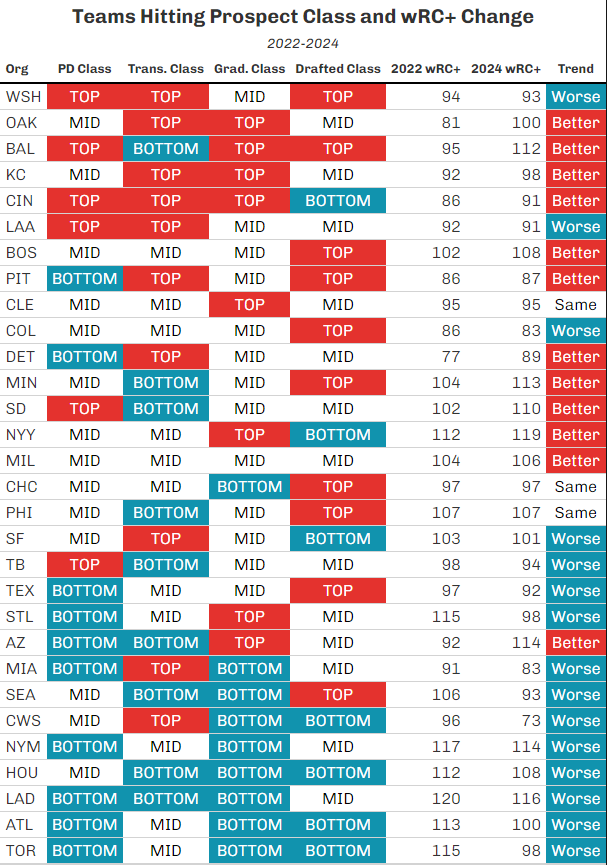 Teams Hitting Prospect Class and wRC+ Change
2022-2024
Org PD Class Trans. Class Grad. Class Drafted Class 2022 wRC+ 2024 wRC+ Trend
WSH TOP TOP MID TOP 94 93 Worse
OAK MID TOP TOP MID 81 100 Better
BAL TOP BOTTOM TOP TOP 95 112 Better
KC MID TOP TOP MID 92 98 Better
CIN TOP TOP TOP BOTTOM 86 91 Better
LAA TOP TOP MID MID 92 91 Worse
BOS MID MID MID TOP 102 108 Better
PIT BOTTOM TOP MID TOP 86 87 Better
CLE MID MID TOP MID 95 95 Same
COL MID MID MID TOP 86 83 Worse
DET BOTTOM TOP MID MID 77 89 Better
MIN MID BOTTOM MID TOP 104 113 Better
SD TOP BOTTOM MID MID 102 110 Better
NYY MID MID TOP BOTTOM 112 119 Better
MIL MID MID MID MID 104 106 Better
CHC MID MID BOTTOM TOP 97 97 Same
PHI MID BOTTOM MID TOP 107 107 Same
SF MID TOP MID BOTTOM 103 101 Worse
TB TOP BOTTOM MID MID 98 94 Worse
TEX BOTTOM MID MID TOP 97 92 Worse
STL BOTTOM MID TOP MID 115 98 Worse
AZ BOTTOM BOTTOM TOP MID 92 114 Better
MIA BOTTOM TOP BOTTOM MID 91 83 Worse
SEA MID BOTTOM BOTTOM TOP 106 93 Worse
CWS MID TOP BOTTOM BOTTOM 96 73 Worse
NYM BOTTOM MID BOTTOM MID 117 114 Worse
HOU MID BOTTOM BOTTOM BOTTOM 112 108 Worse
LAD BOTTOM BOTTOM BOTTOM MID 120 116 Worse
ATL BOTTOM MID BOTTOM BOTTOM 113 100 Worse
TOR BOTTOM MID BOTTOM BOTTOM 115 98 Worse